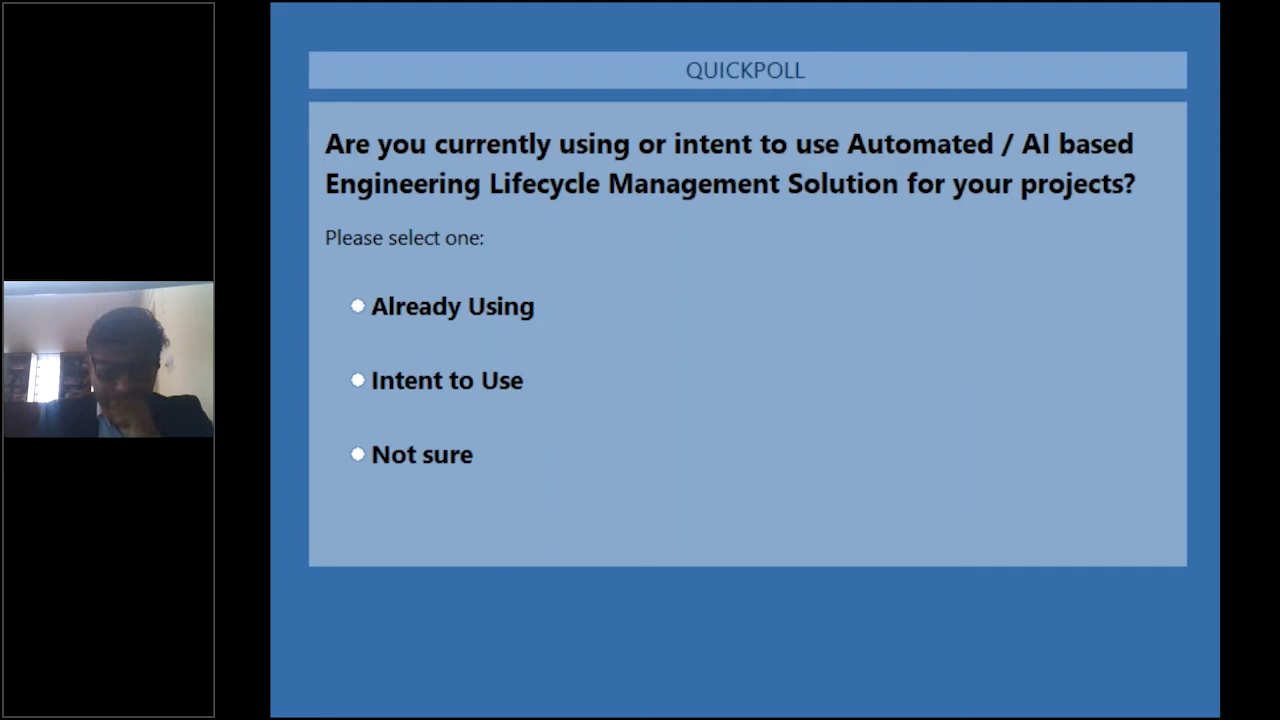 QUICKPOLL
Are you currently using or intent to use Automated / AI based
Engineering Lifecycle Management Solution for your projects?
Please select one:
Already Using
Intent to Use
Not sure